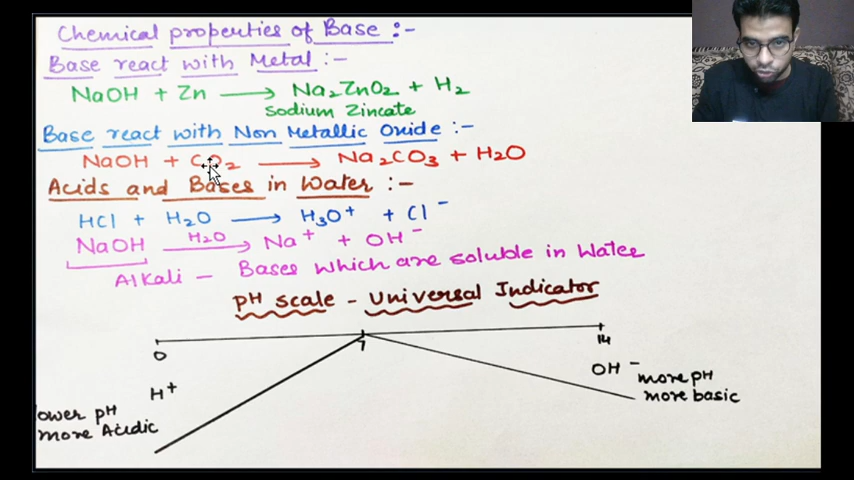 Chemical properties of Base :-
Base react with Metal :-
NaOH + Zn ⟶ Na₂ZnO₂ + H₂
Sodium Zincate
Base react with Non Metallic Oxide :-
NaOH + CO₂ ⟶ Na₂CO₃ + H₂O
Acids and Bases in Water :-
HCl + H₂O ⟶ H₃O⁺ + Cl⁻
NaOH —H₂O→ Na⁺ + OH⁻
Alkali – Bases which are soluble in Water
pH scale - Universal Indicator
0 7 14
H⁺
OH⁻
more pH
more basic
ower pH
more Acidic